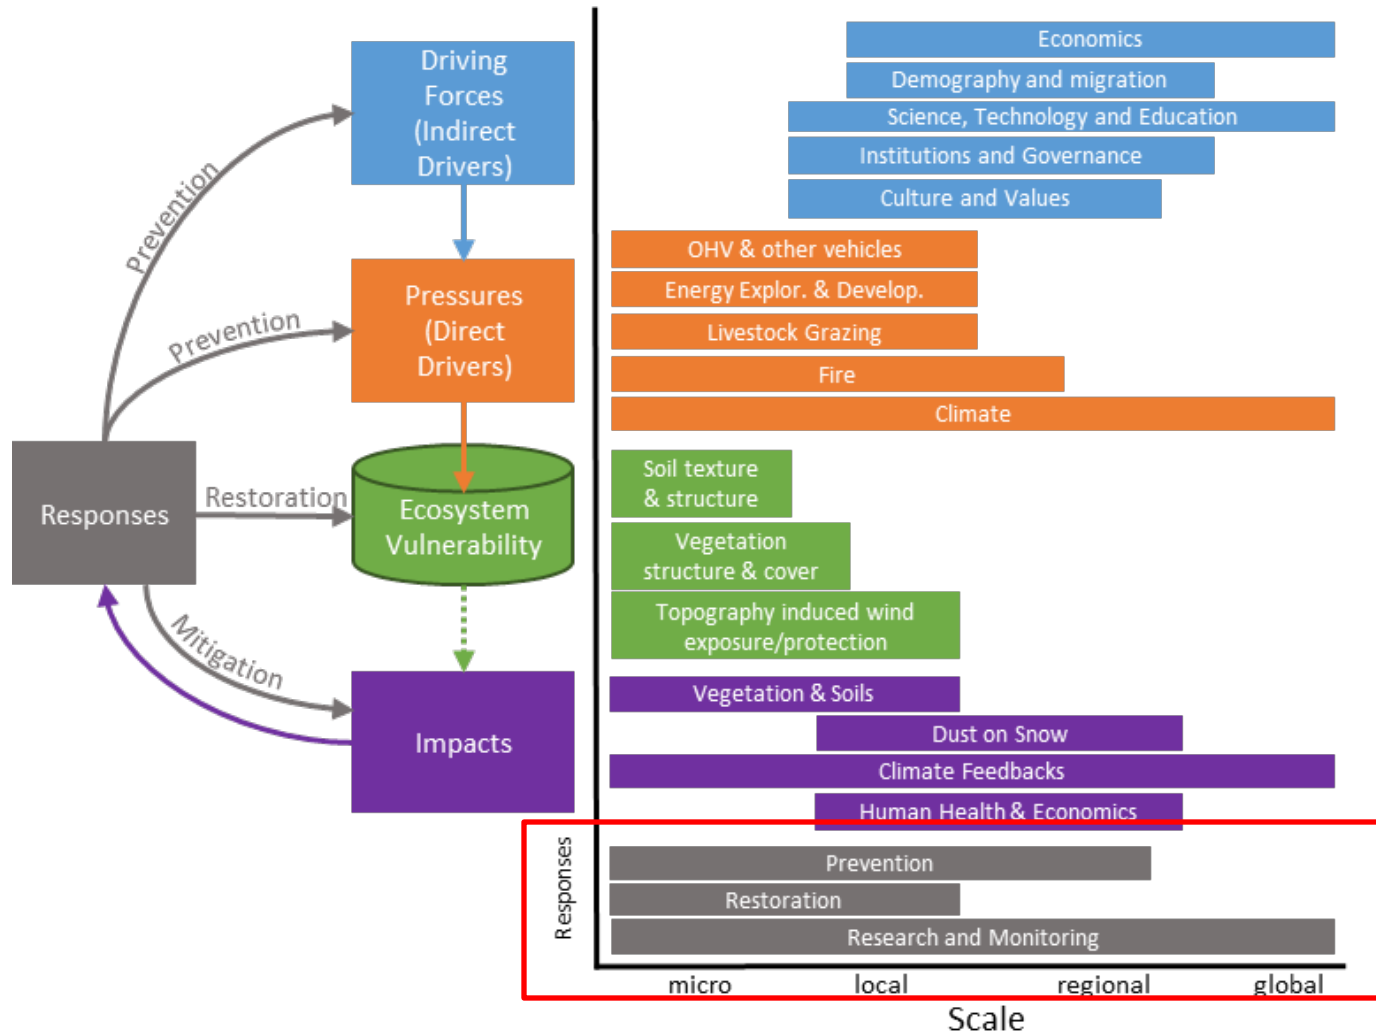 Driving
Forces
(Indirect
Drivers)
Prevention
Prevention
Pressures
(Direct
Drivers)
Responses
Restoration
Ecosystem
Vulnerability
Mitigation
Impacts
Economics
Demography and migration
Science, Technology and Education
Institutions and Governance
Culture and Values
OHV & other vehicles
Energy Explor. & Develop.
Livestock Grazing
Fire
Climate
Soil texture
& structure
Vegetation
structure & cover
Topography induced wind
exposure/protection
Vegetation & Soils
Dust on Snow
Climate Feedbacks
Human Health & Economics
Responses
Prevention
Restoration
Research and Monitoring
micro local regional global
Scale